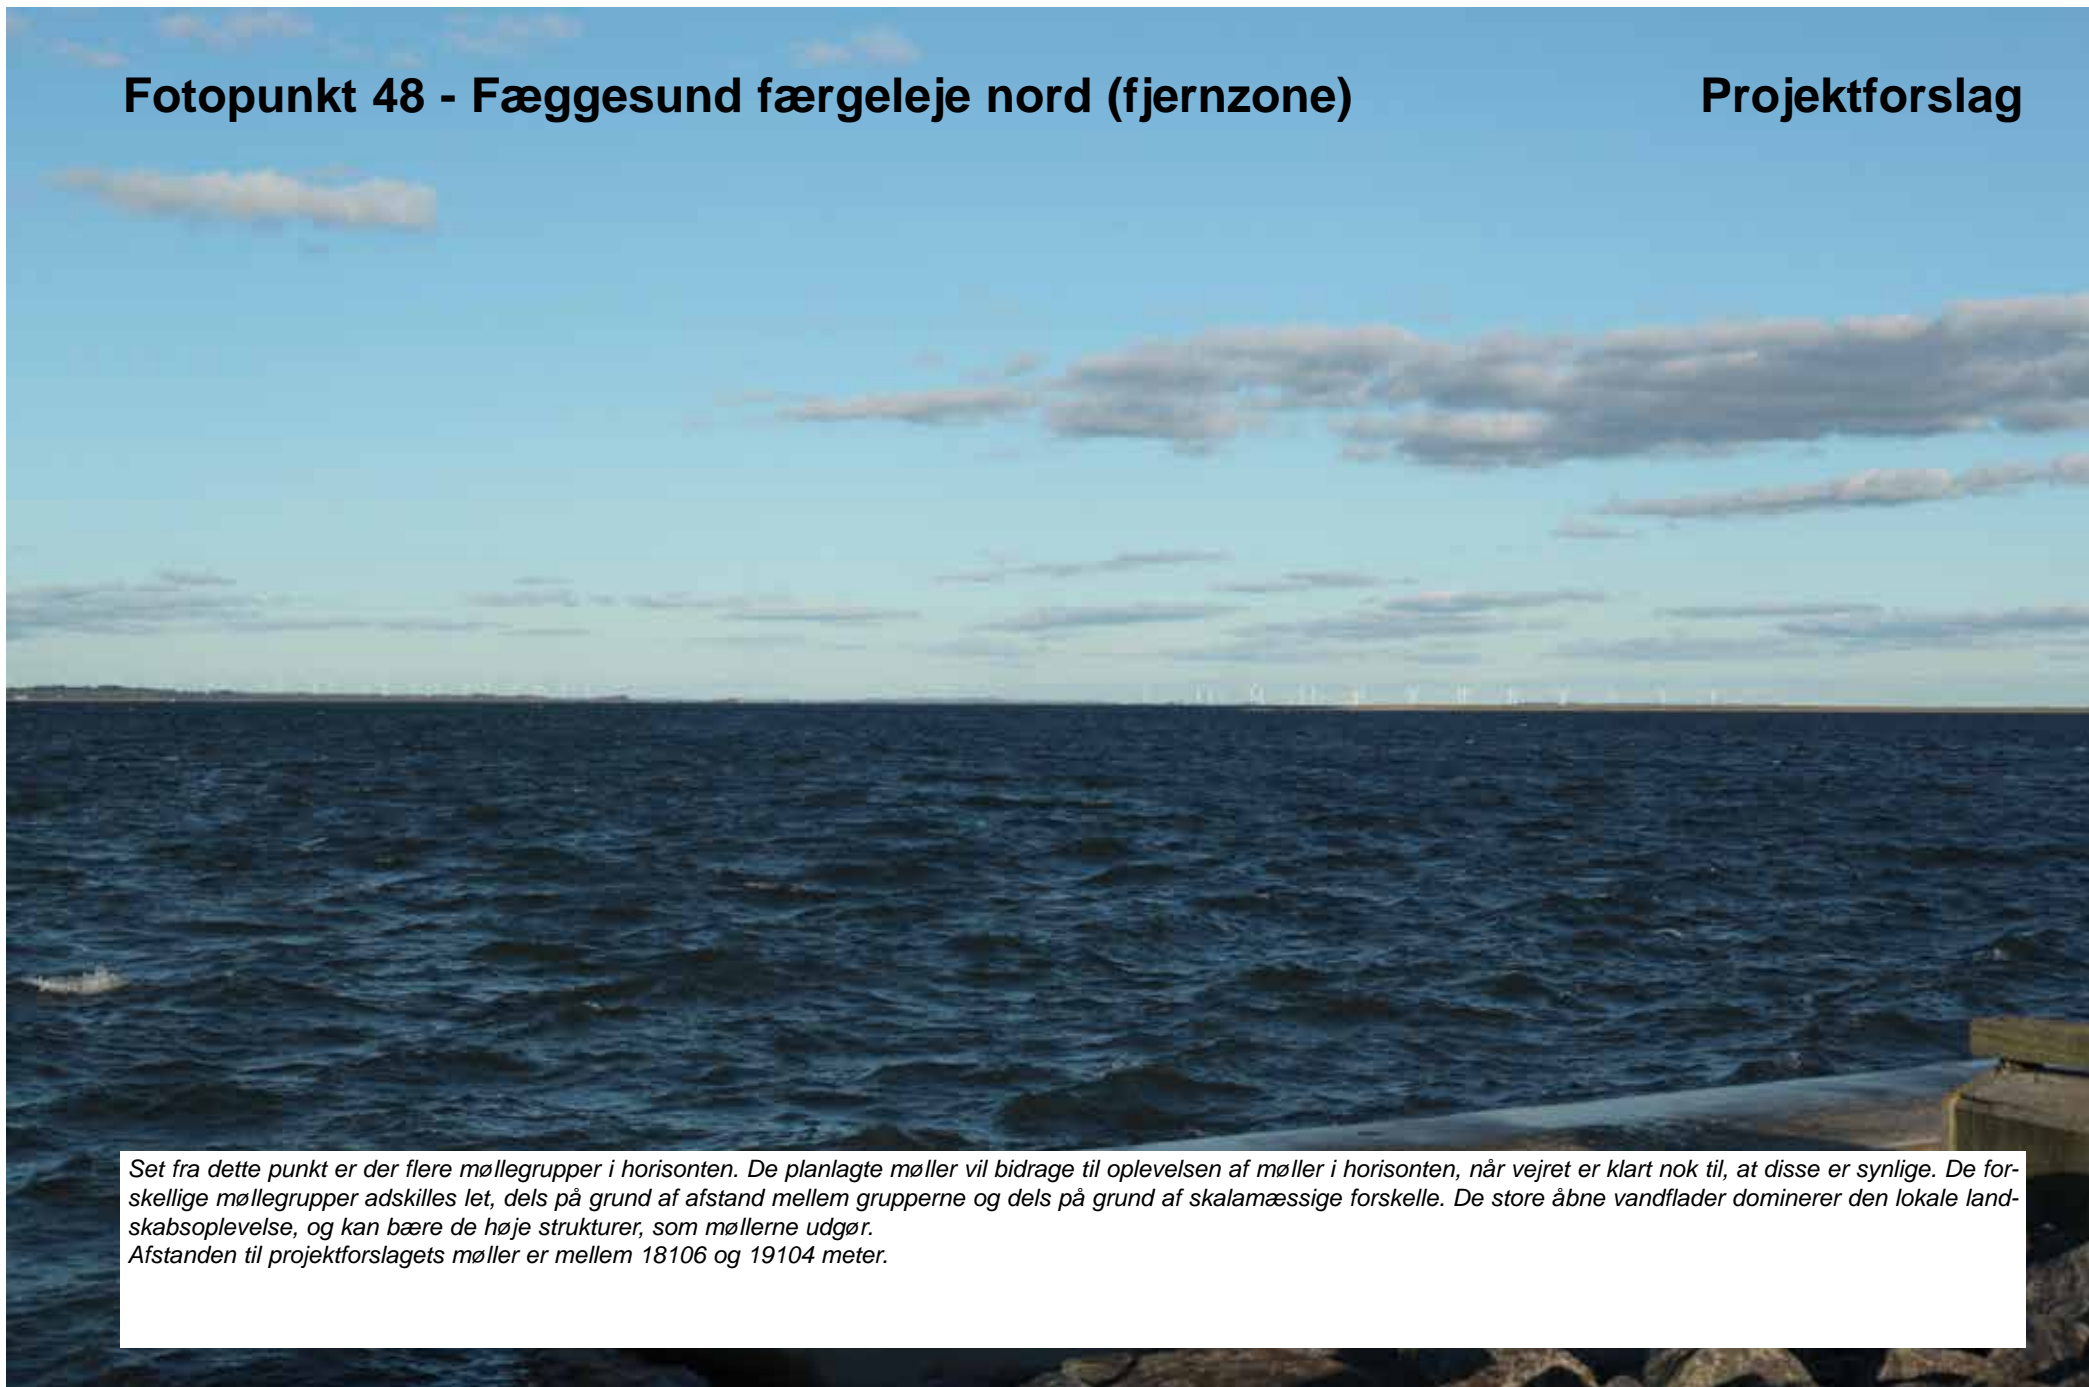 Fotopunkt 48 - Fæggesund færgeleje nord (fjernzone) Projektforslag
Set fra dette punkt er der flere møllegrupper i horisonten. De planlagte møller vil bidrage til oplevelsen af møller i horisonten, når vejret er klart nok til, at disse er synlige. De for-
skellige møllegrupper adskilles let, dels på grund af afstand mellem grupperne og dels på grund af skalamæssige forskelle. De store åbne vandflader dominerer den lokale land-
skabsoplevelse, og kan bære de høje strukturer, som møllerne udgør.
Afstanden til projektforslagets møller er mellem 18106 og 19104 meter.